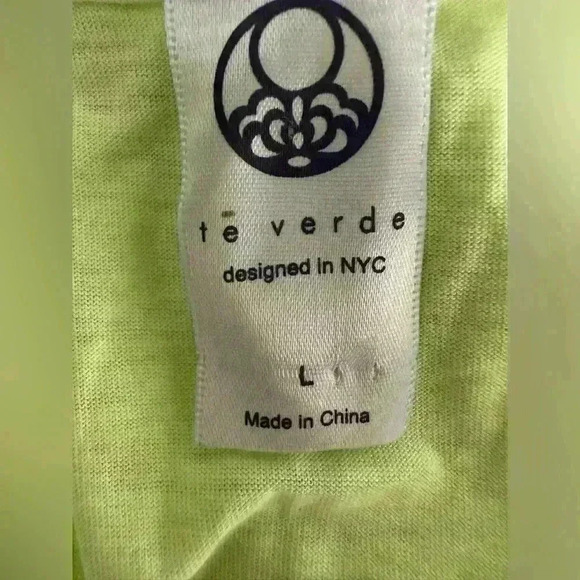 tē verde
designed in NYC
L
Made in China